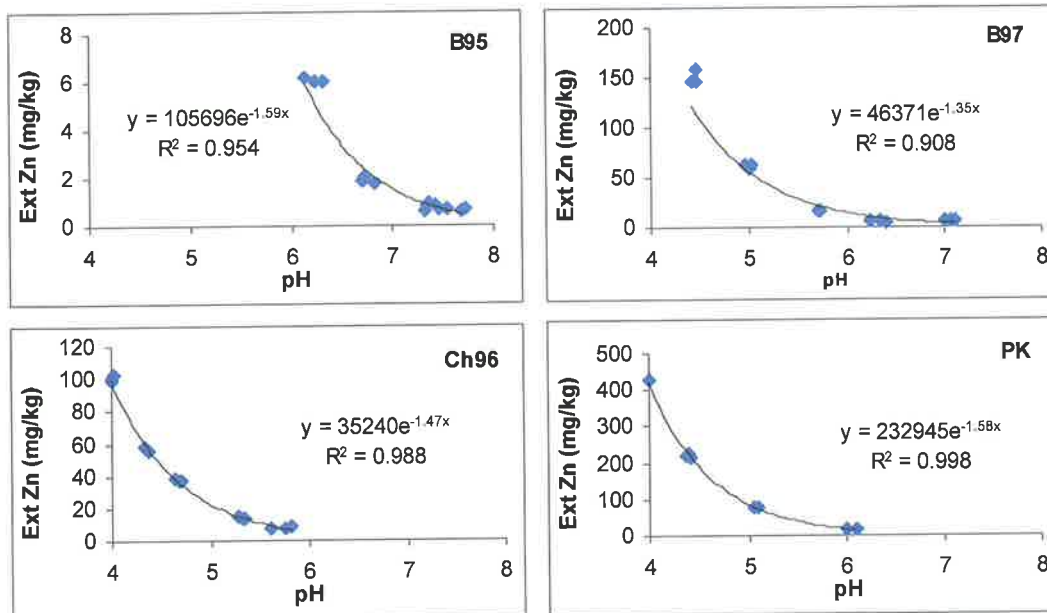 B95
Ext Zn (mg/kg)
8
6
4
2
0
y = 105696e^-1.59x
R² = 0.954
4 5 6 7 8
pH
B97
Ext Zn (mg/kg)
200
150
100
50
0
y = 46371e^-1.35x
R² = 0.908
4 5 6 7 8
pH
Ch96
Ext Zn (mg/kg)
120
100
80
60
40
20
0
y = 35240e^-1.47x
R² = 0.988
4 5 6 7 8
pH
PK
Ext Zn (mg/kg)
500
400
300
200
100
0
y = 232945e^-1.58x
R² = 0.998
4 5 6 7 8
pH